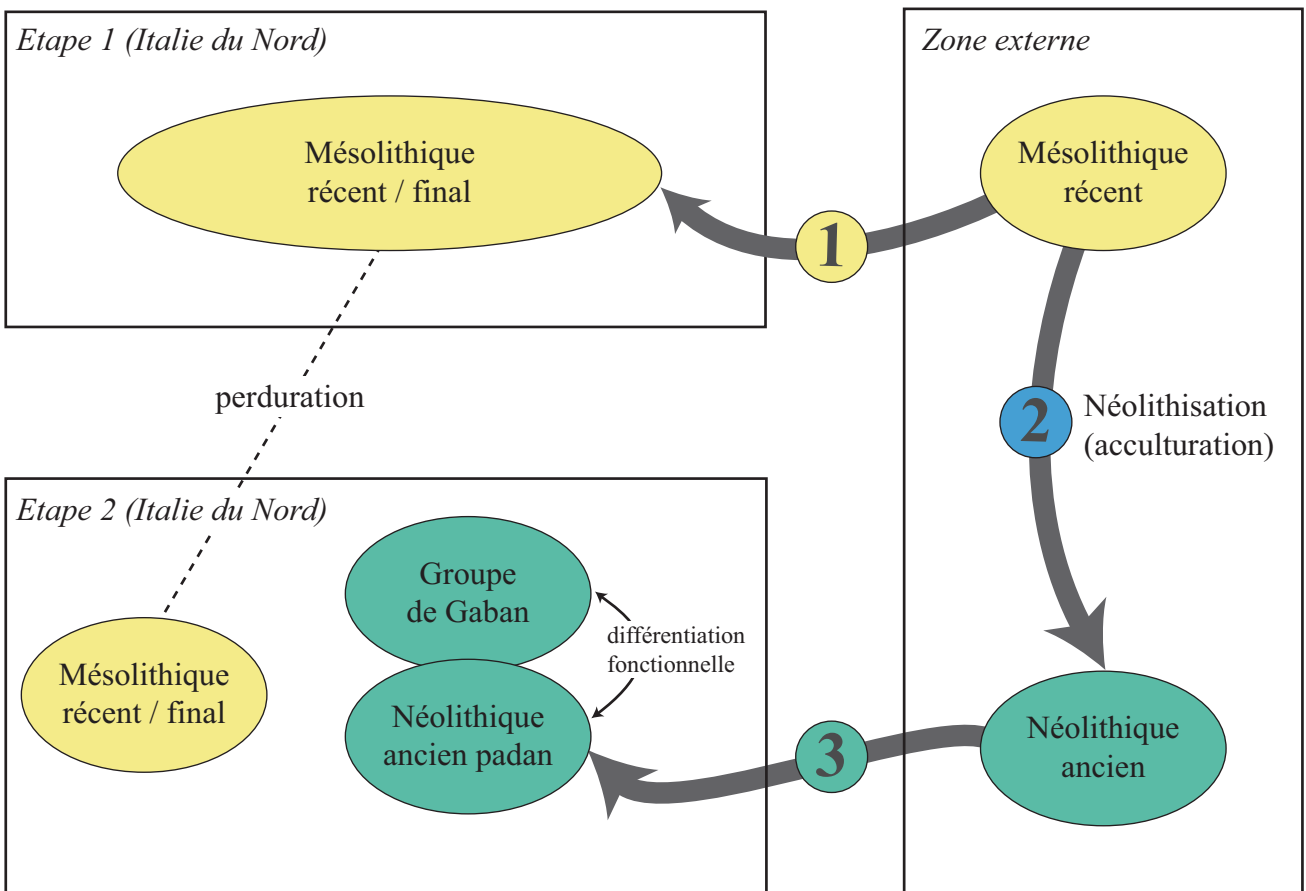 Etape 1 (Italie du Nord)
Zone externe
Mésolithique
récent / final
Mésolithique
récent
1
perduration
2
Néolithisation
(acculturation)
Etape 2 (Italie du Nord)
Groupe
de Gaban
différentiation
fonctionnelle
Mésolithique
récent / final
Néolithique
ancien padan
3
Néolithique
ancien